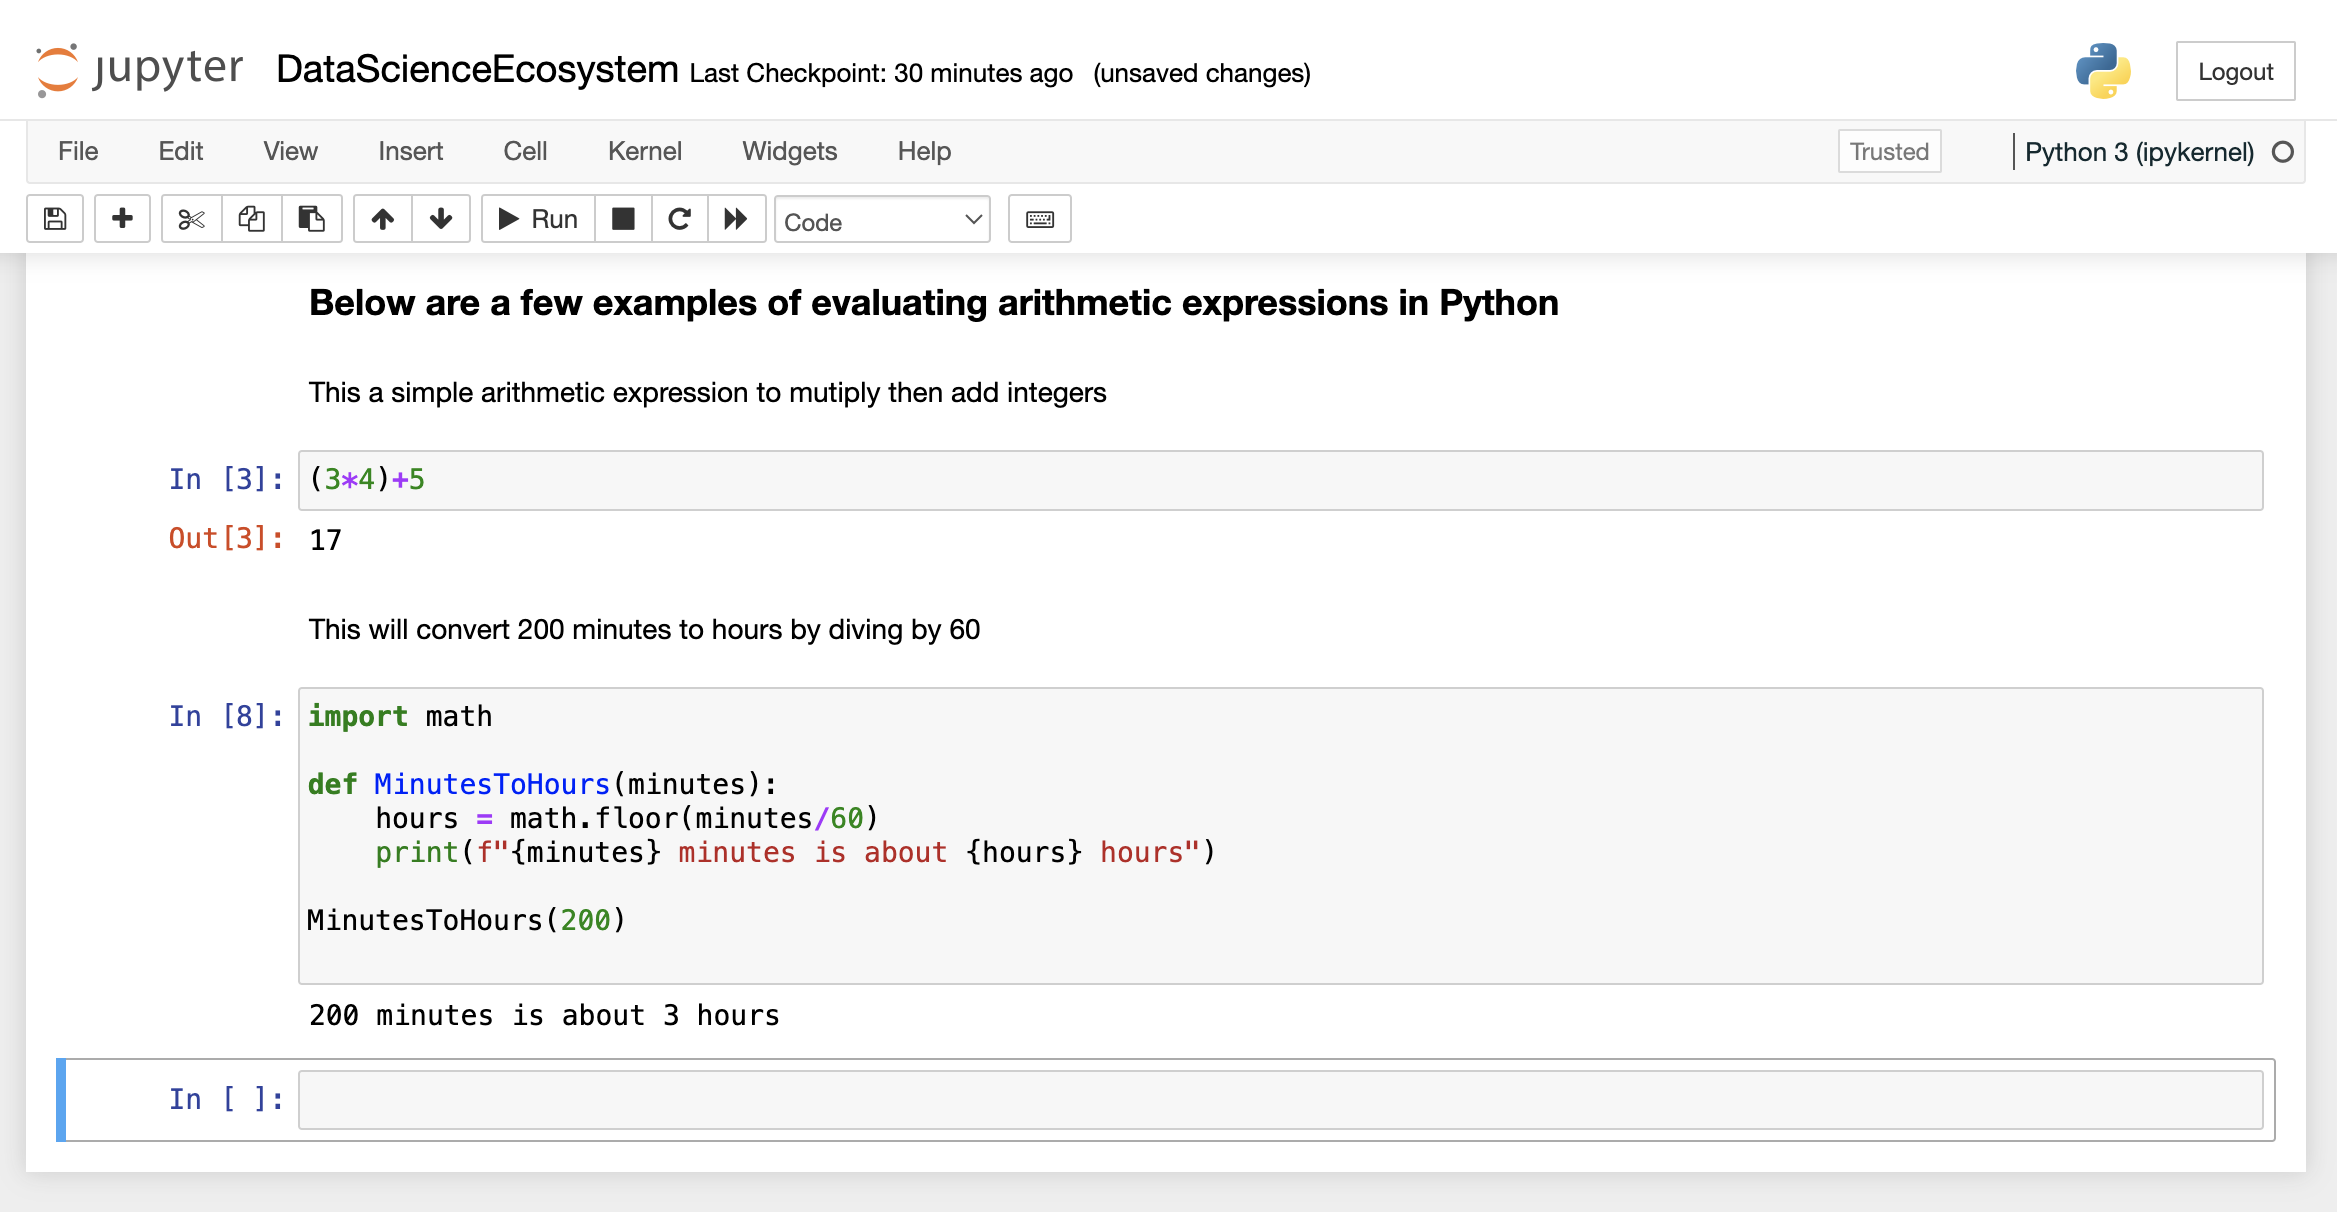 jupyter DataScienceEcosystem Last Checkpoint: 30 minutes ago (unsaved changes) Logout
File Edit View Insert Cell Kernel Widgets Help Trusted Python 3 (ipykernel)
Run Code
Below are a few examples of evaluating arithmetic expressions in Python
This a simple arithmetic expression to mutiply then add integers
In [3]: (3*4)+5
Out[3]: 17
This will convert 200 minutes to hours by diving by 60
In [8]: import math
def MinutesToHours(minutes):
    hours = math.floor(minutes/60)
    print(f"{minutes} minutes is about {hours} hours")
MinutesToHours(200)
200 minutes is about 3 hours
In [ ]: